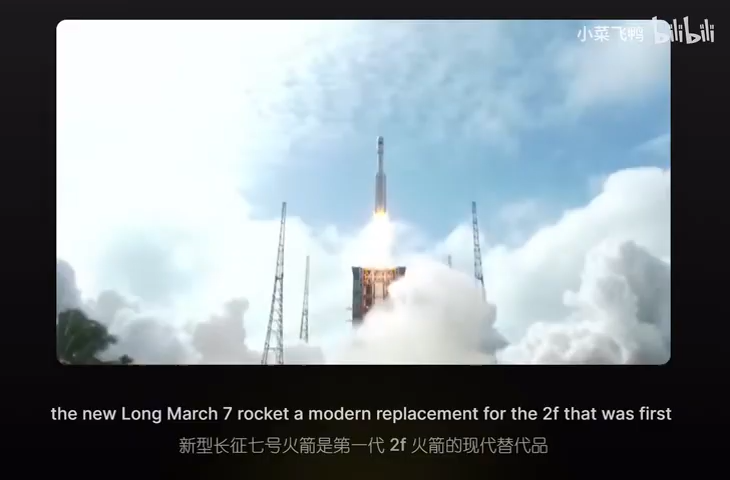 小菜飞鸭 bilibili
the new Long March 7 rocket a modern replacement for the 2f that was first
新型长征七号火箭是第一代 2f 火箭的现代替代品